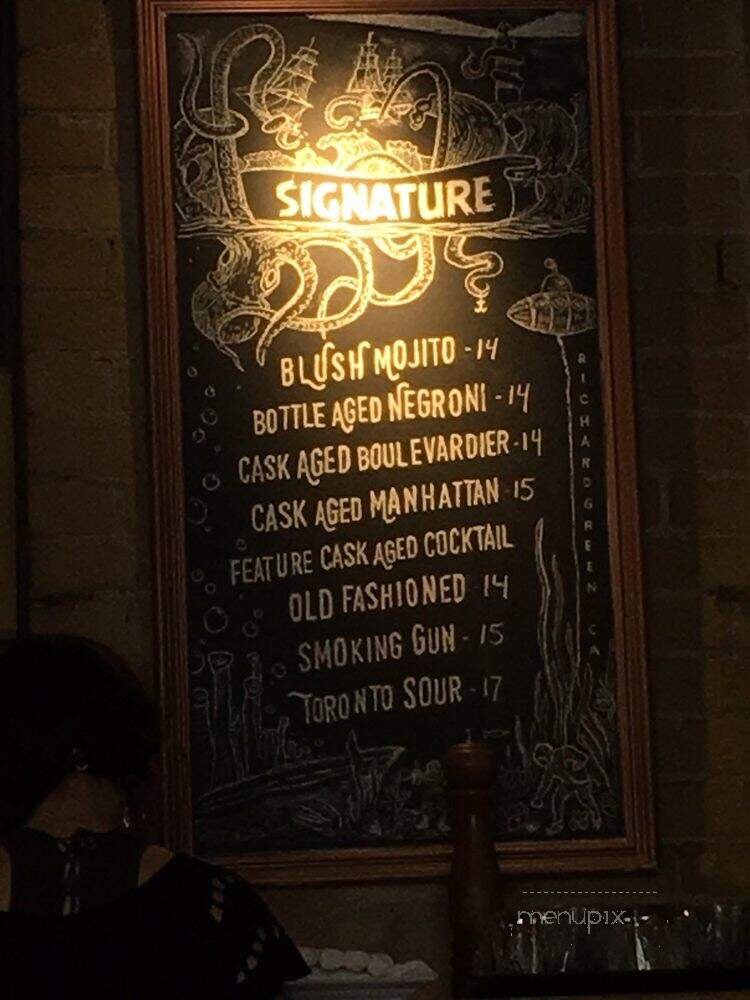 SIGNATURE
BLUSH MOJITO - 14
BOTTLE AGED NEGRONI - 14
CASK AGED BOULEVARDIER - 14
CASK AGED MANHATTAN - 15
FEATURE CASK AGED COCKTAIL
OLD FASHIONED 14
SMOKING GUN - 15
TORONTO SOUR - 17
RICHARDGREEN CA
menupix